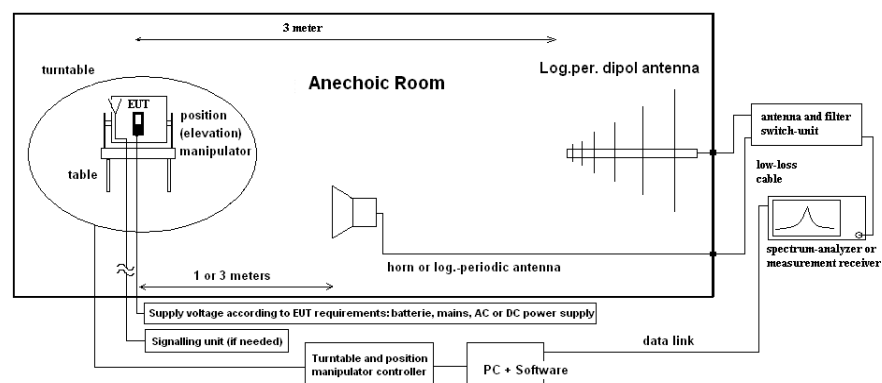 3 meter
turntable
Anechoic Room
Log.per. dipol antenna
EUT
position
(elevation)
manipulator
table
antenna and filter
switch-unit
low-loss
cable
spectrum-analyzer or
measurement receiver
horn or log.-periodic antenna
1 or 3 meters
Supply voltage according to EUT requirements: batterie, mains, AC or DC power supply
Signalling unit (if needed)
data link
Turntable and position
manipulator controller
PC + Software